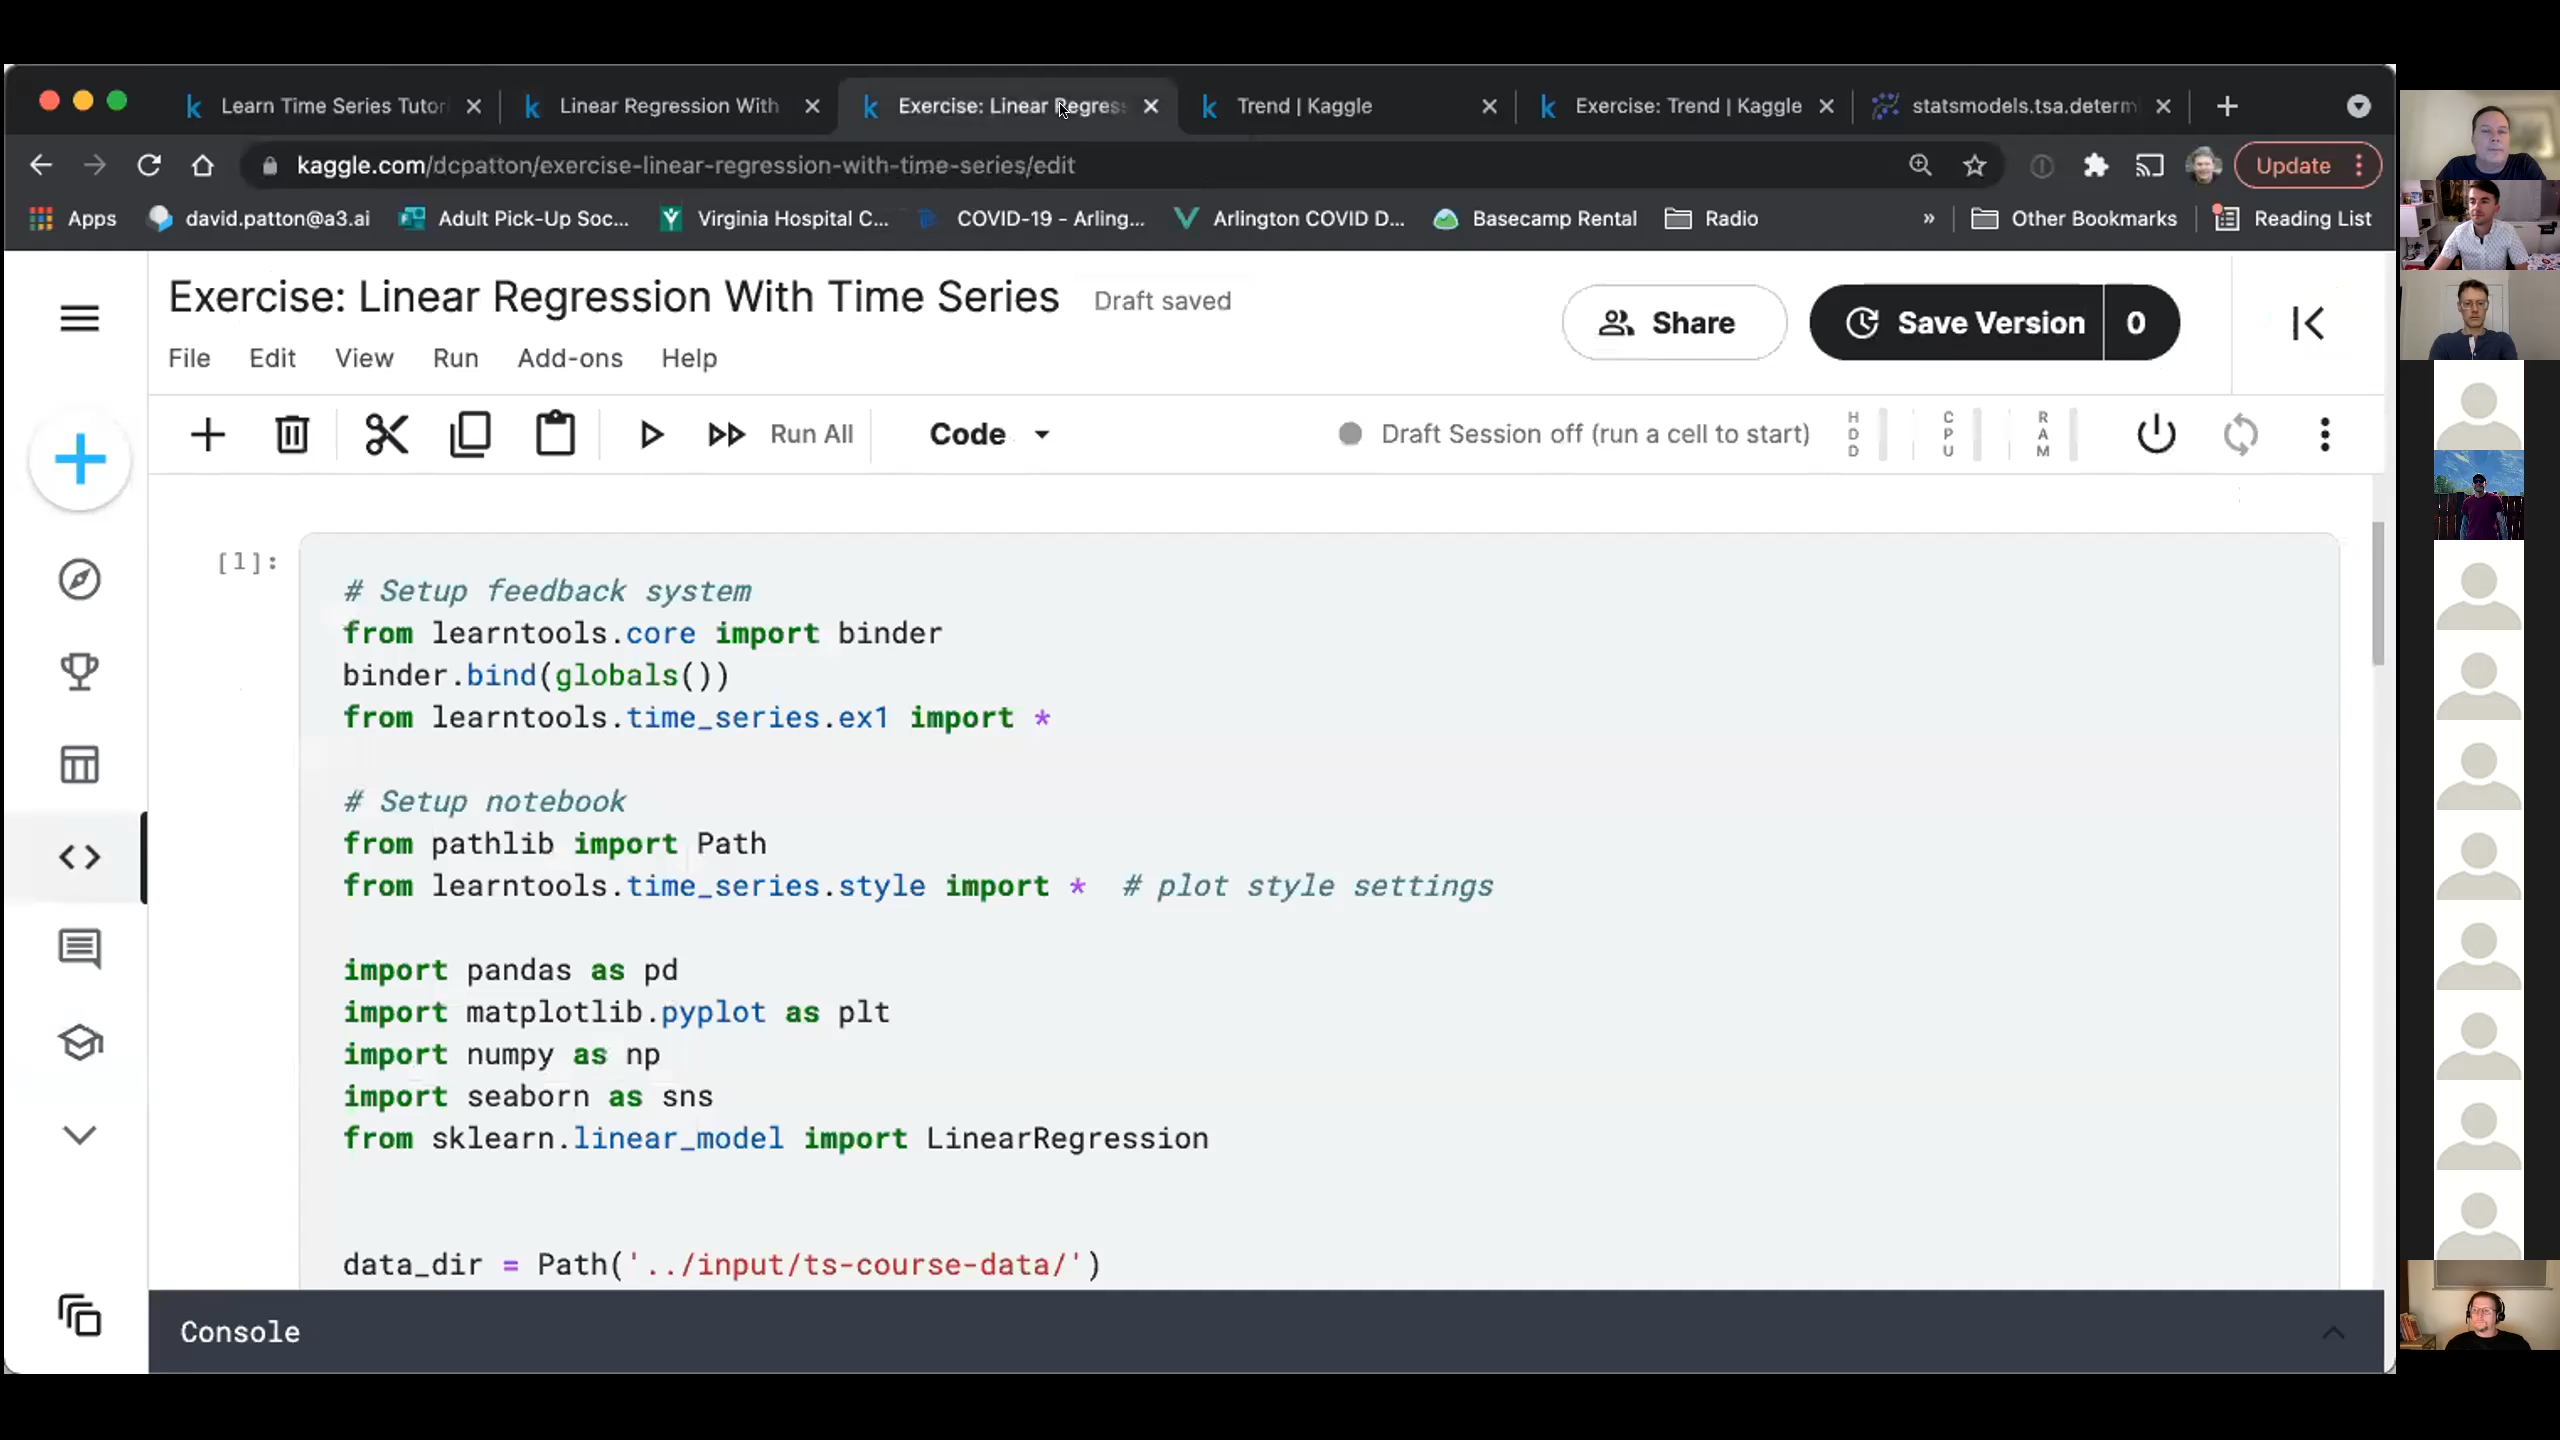 Learn Time Series Tutor
Linear Regression With
Exercise: Linear Regress
Trend | Kaggle
Exercise: Trend | Kaggle
statsmodels.tsa.determ
kaggle.com/dcpatton/exercise-linear-regression-with-time-series/edit
Update
Apps
david.patton@a3.ai
Adult Pick-Up Soc...
Virginia Hospital C...
COVID-19 – Arling...
Arlington COVID D...
Basecamp Rental
Radio
»
Other Bookmarks
Reading List
Exercise: Linear Regression With Time Series
Draft saved
Share
Save Version
0
File Edit View Run Add-ons Help
Run All
Code
Draft Session off (run a cell to start)
HDD
CPU
RAM
[1]:
# Setup feedback system
from learntools.core import binder
binder.bind(globals())
from learntools.time_series.ex1 import *
# Setup notebook
from pathlib import Path
from learntools.time_series.style import *  # plot style settings
import pandas as pd
import matplotlib.pyplot as plt
import numpy as np
import seaborn as sns
from sklearn.linear_model import LinearRegression
data_dir = Path('../input/ts-course-data/')
Console